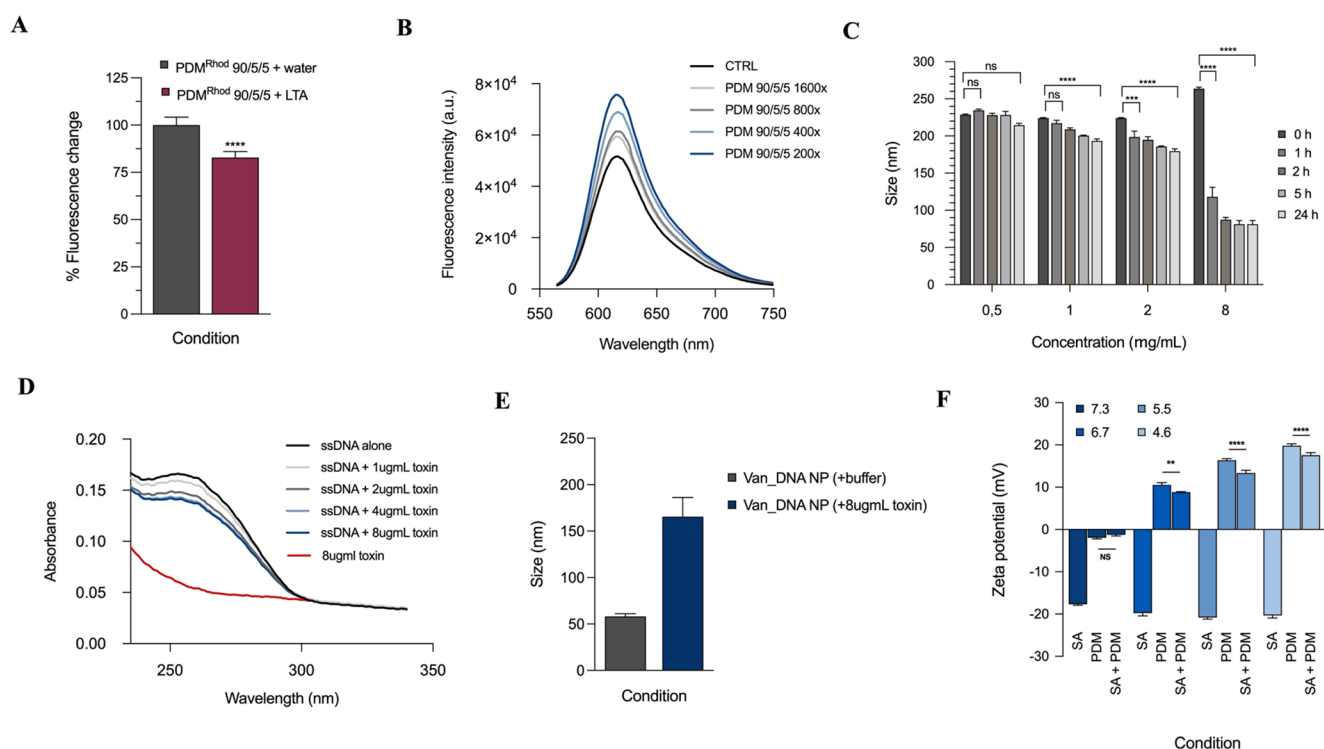 A
PDM^Rhod 90/5/5 + water
PDM^Rhod 90/5/5 + LTA
125
100
75
50
25
0
% Fluorescence change
****
Condition
B
8×10⁴
6×10⁴
4×10⁴
2×10⁴
0
Fluorescence intensity (a.u.)
CTRL
PDM 90/5/5 1600x
PDM 90/5/5 800x
PDM 90/5/5 400x
PDM 90/5/5 200x
550 600 650 700 750
Wavelength (nm)
C
300
250
200
150
100
50
0
Size (nm)
ns
ns
****
ns
****
***
****
****
0 h
1 h
2 h
5 h
24 h
0,5 1 2 8
Concentration (mg/mL)
D
0.20
0.15
0.10
0.05
0.00
Absorbance
ssDNA alone
ssDNA + 1ugmL toxin
ssDNA + 2ugmL toxin
ssDNA + 4ugmL toxin
ssDNA + 8ugmL toxin
8ugml toxin
250 300 350
Wavelength (nm)
E
250
200
150
100
50
0
Size (nm)
Van_DNA NP (+buffer)
Van_DNA NP (+8ugmL toxin)
Condition
F
30
20
10
0
-10
-20
-30
Zeta potential (mV)
7.3 5.5
6.7 4.6
NS
**
****
****
SA PDM SA + PDM SA PDM SA + PDM SA PDM SA + PDM SA PDM SA + PDM
Condition